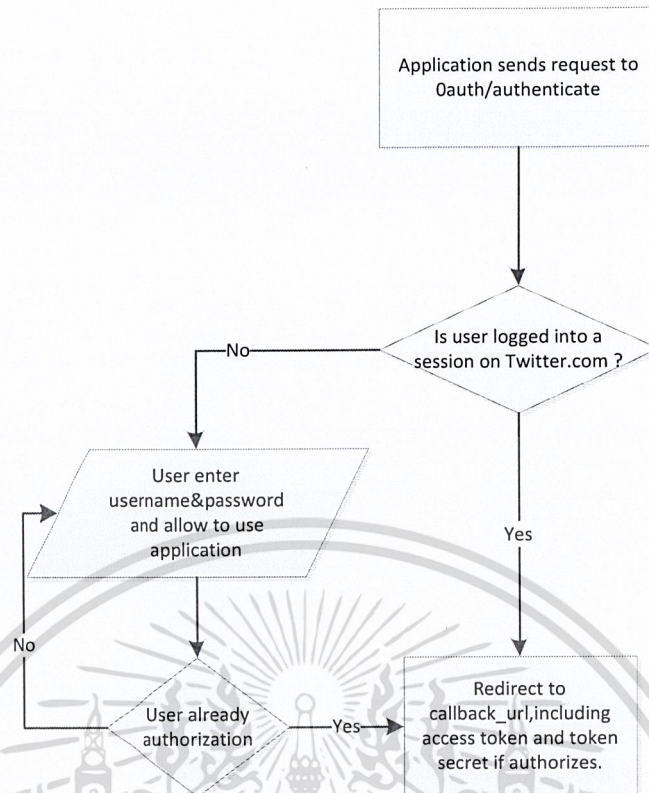 Application sends request to
0auth/authenticate
Is user logged into a
session on Twitter.com ?
No
User enter
username&password
and allow to use
application
Yes
No
User already
authorization
Yes
Redirect to
callback_url,including
access token and token
secret if authorizes.